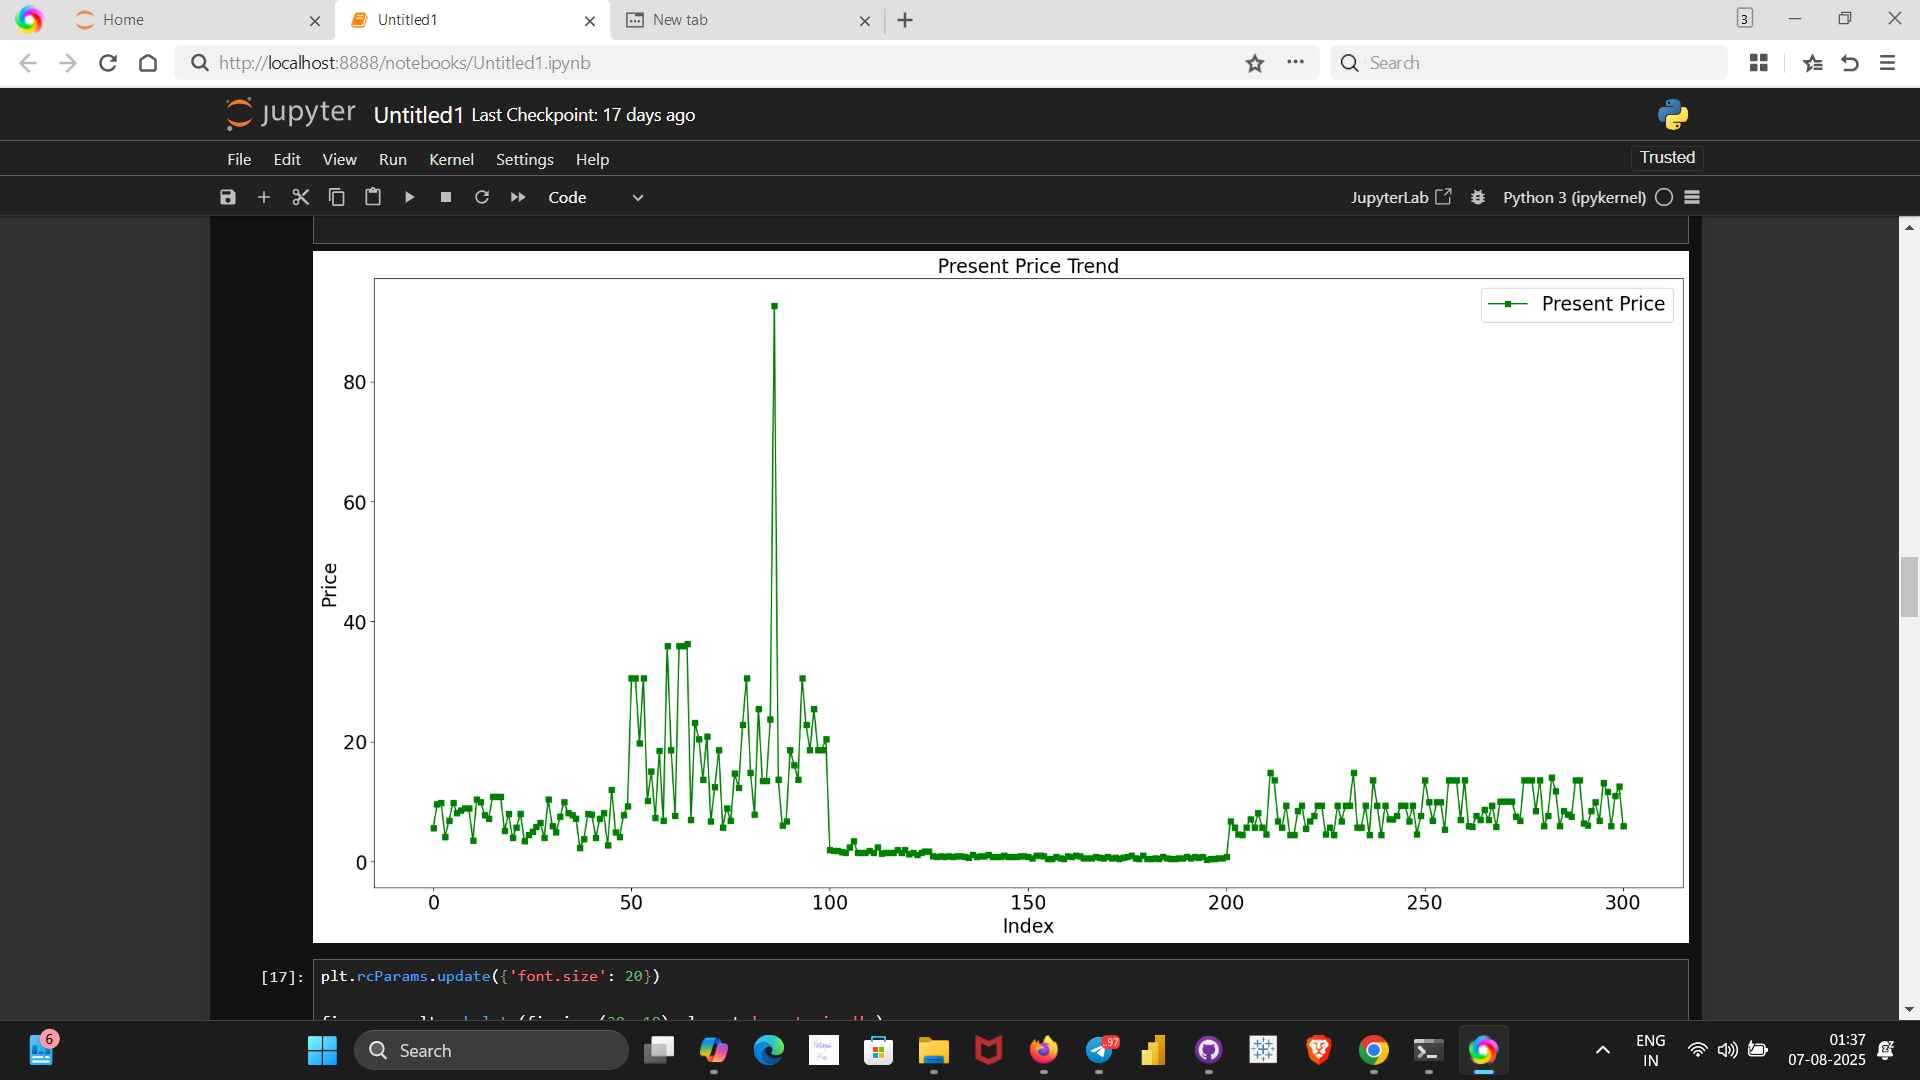 Home
Untitled1
New tab
3
http://localhost:8888/notebooks/Untitled1.ipynb
Search
jupyter Untitled1 Last Checkpoint: 17 days ago
File Edit View Run Kernel Settings Help
Trusted
Code
JupyterLab
Python 3 (ipykernel)
Present Price Trend
Present Price
80
60
40
20
0
Price
0 50 100 150 200 250 300
Index
[17]: plt.rcParams.update({'font.size': 20})
6
Search
97
ENG
IN
01:37
07-08-2025